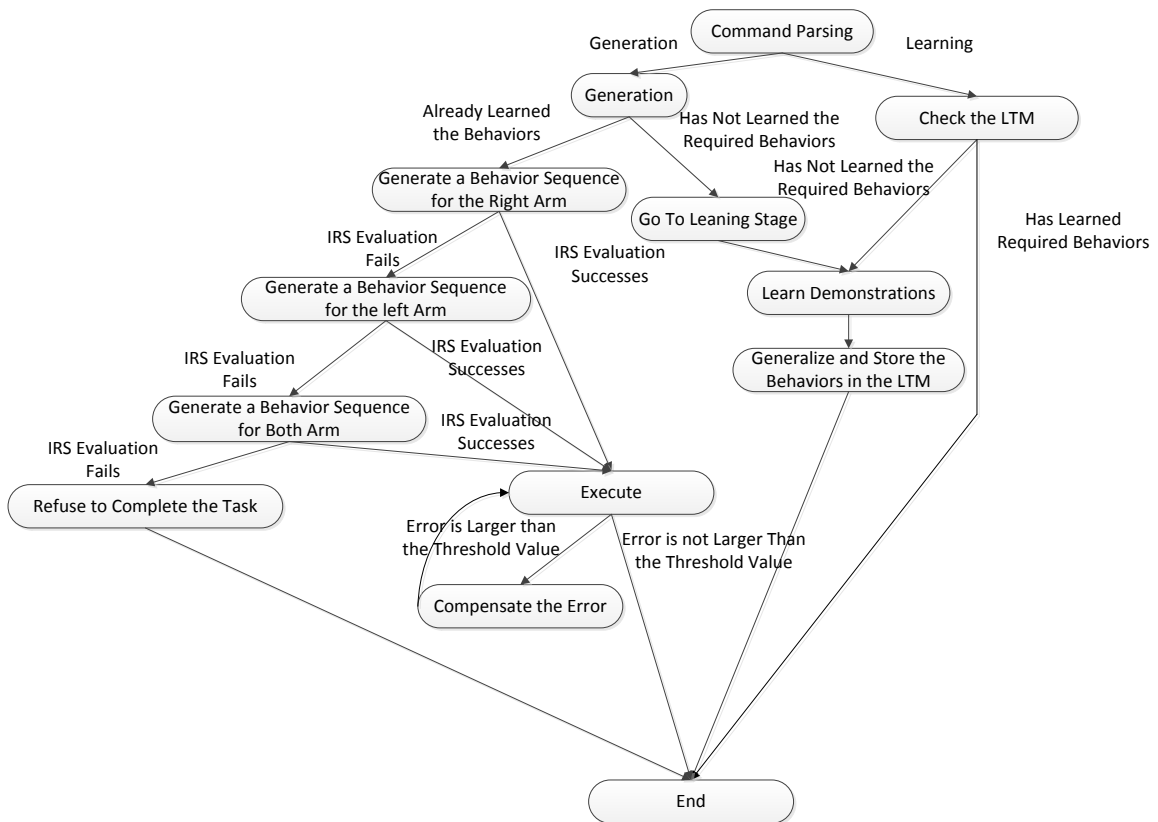 Command Parsing
Generation
Learning
Generation
Check the LTM
Already Learned
the Behaviors
Has Not Learned the
Required Behaviors
Has Not Learned the
Required Behaviors
Generate a Behavior Sequence
for the Right Arm
Go To Leaning Stage
Has Learned
Required Behaviors
IRS Evaluation
Fails
IRS Evaluation
Successes
Generate a Behavior Sequence
for the left Arm
Learn Demonstrations
IRS Evaluation
Fails
IRS Evaluation
Successes
Generalize and Store the
Behaviors in the LTM
Generate a Behavior Sequence
for Both Arm
IRS Evaluation
Fails
IRS Evaluation
Successes
Refuse to Complete the Task
Execute
Error is Larger than
the Threshold Value
Error is not Larger Than
the Threshold Value
Compensate the Error
End